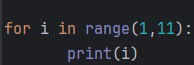 for i in range(1,11):
        print(i)